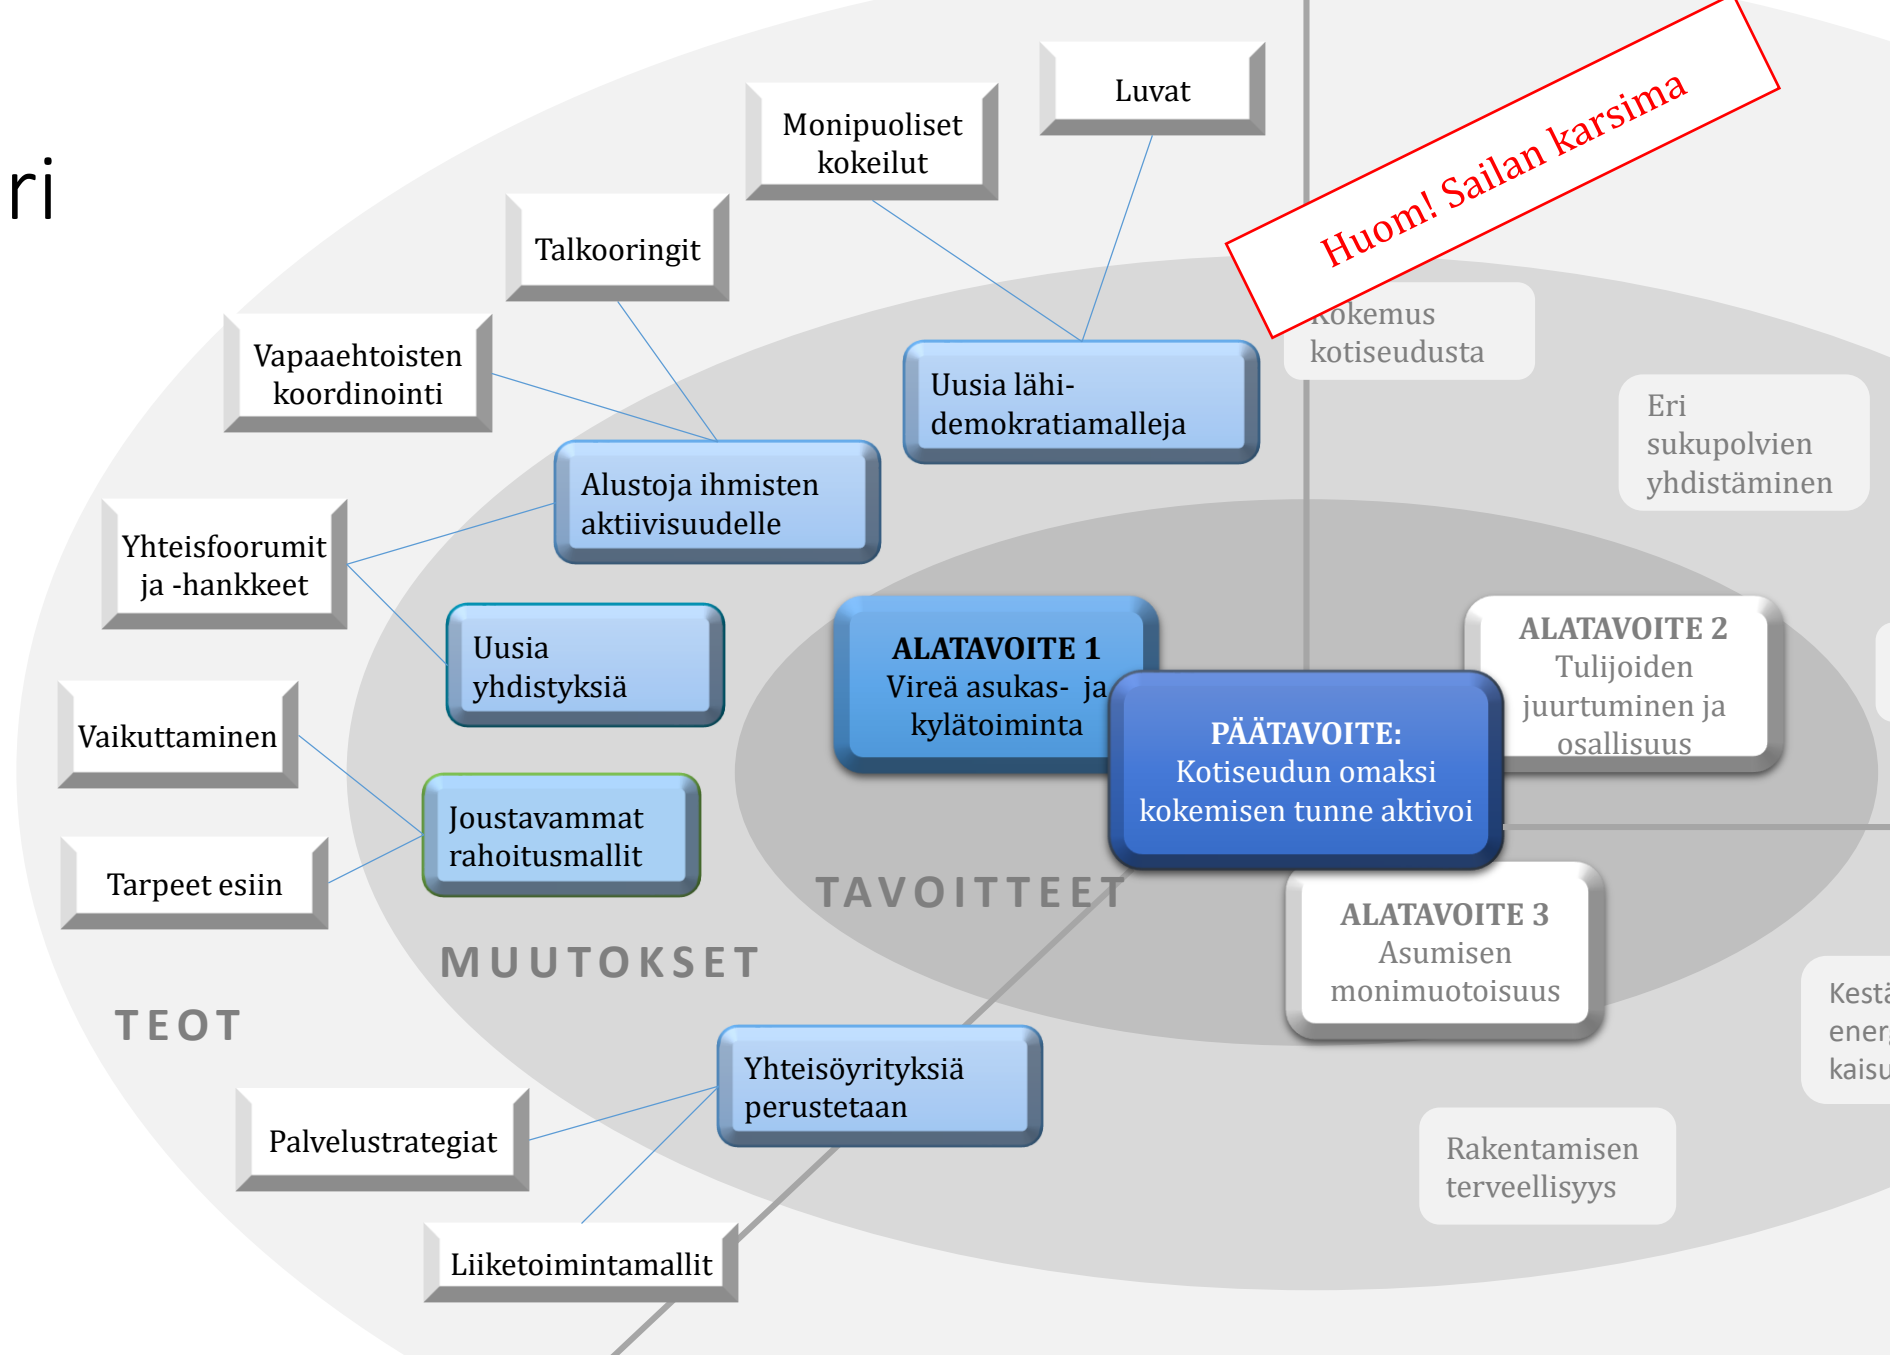 ri
Luvat
Monipuoliset
kokeilut
Huom! Sailan karsima
Talkooringit
Vapaaehtoisten
koordinointi
Uusia lähi-
demokratiamalleja
Kokemus
kotiseudusta
Eri
sukupolvien
yhdistäminen
Alustoja ihmisten
aktiivisuudelle
Yhteisfoorumit
ja -hankkeet
Uusia
yhdistyksiä
ALATAVOITE 1
Vireä asukas- ja
kylätoiminta
ALATAVOITE 2
Tulijoiden
juurtuminen ja
osallisuus
PÄÄTAVOITE:
Kotiseudun omaksi
kokemisen tunne aktivoi
Vaikuttaminen
Joustavammat
rahoitusmallit
Tarpeet esiin
TAVOITTEET
ALATAVOITE 3
Asumisen
monimuotoisuus
MUUTOKSET
TEOT
Yhteisöyrityksiä
perustetaan
Palvelustrategiat
Liiketoimintamallit
Rakentamisen
terveellisyys